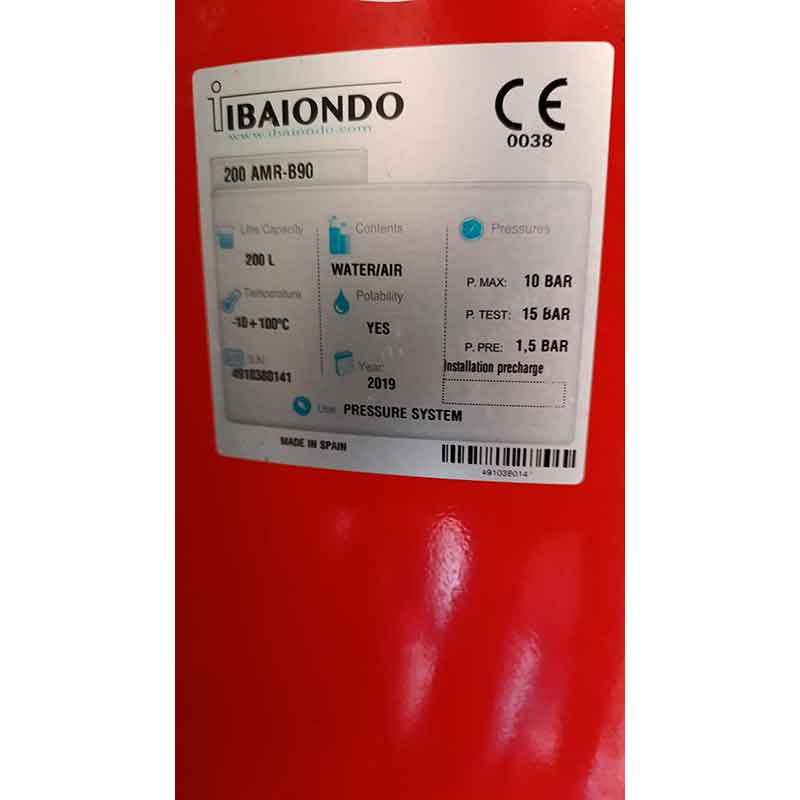 IBAIONDO
www.ibaiondo.com
CE
0038
200 AMR-B90
Litre Capacity
200 L
Temperature
-10+100ºC
S.N.
4910380141
Contents
WATER/AIR
Potability
YES
Year
2019
Pressures
P. MAX: 10 BAR
P. TEST: 15 BAR
P. PRE: 1,5 BAR
Installation precharge
Use PRESSURE SYSTEM
MADE IN SPAIN